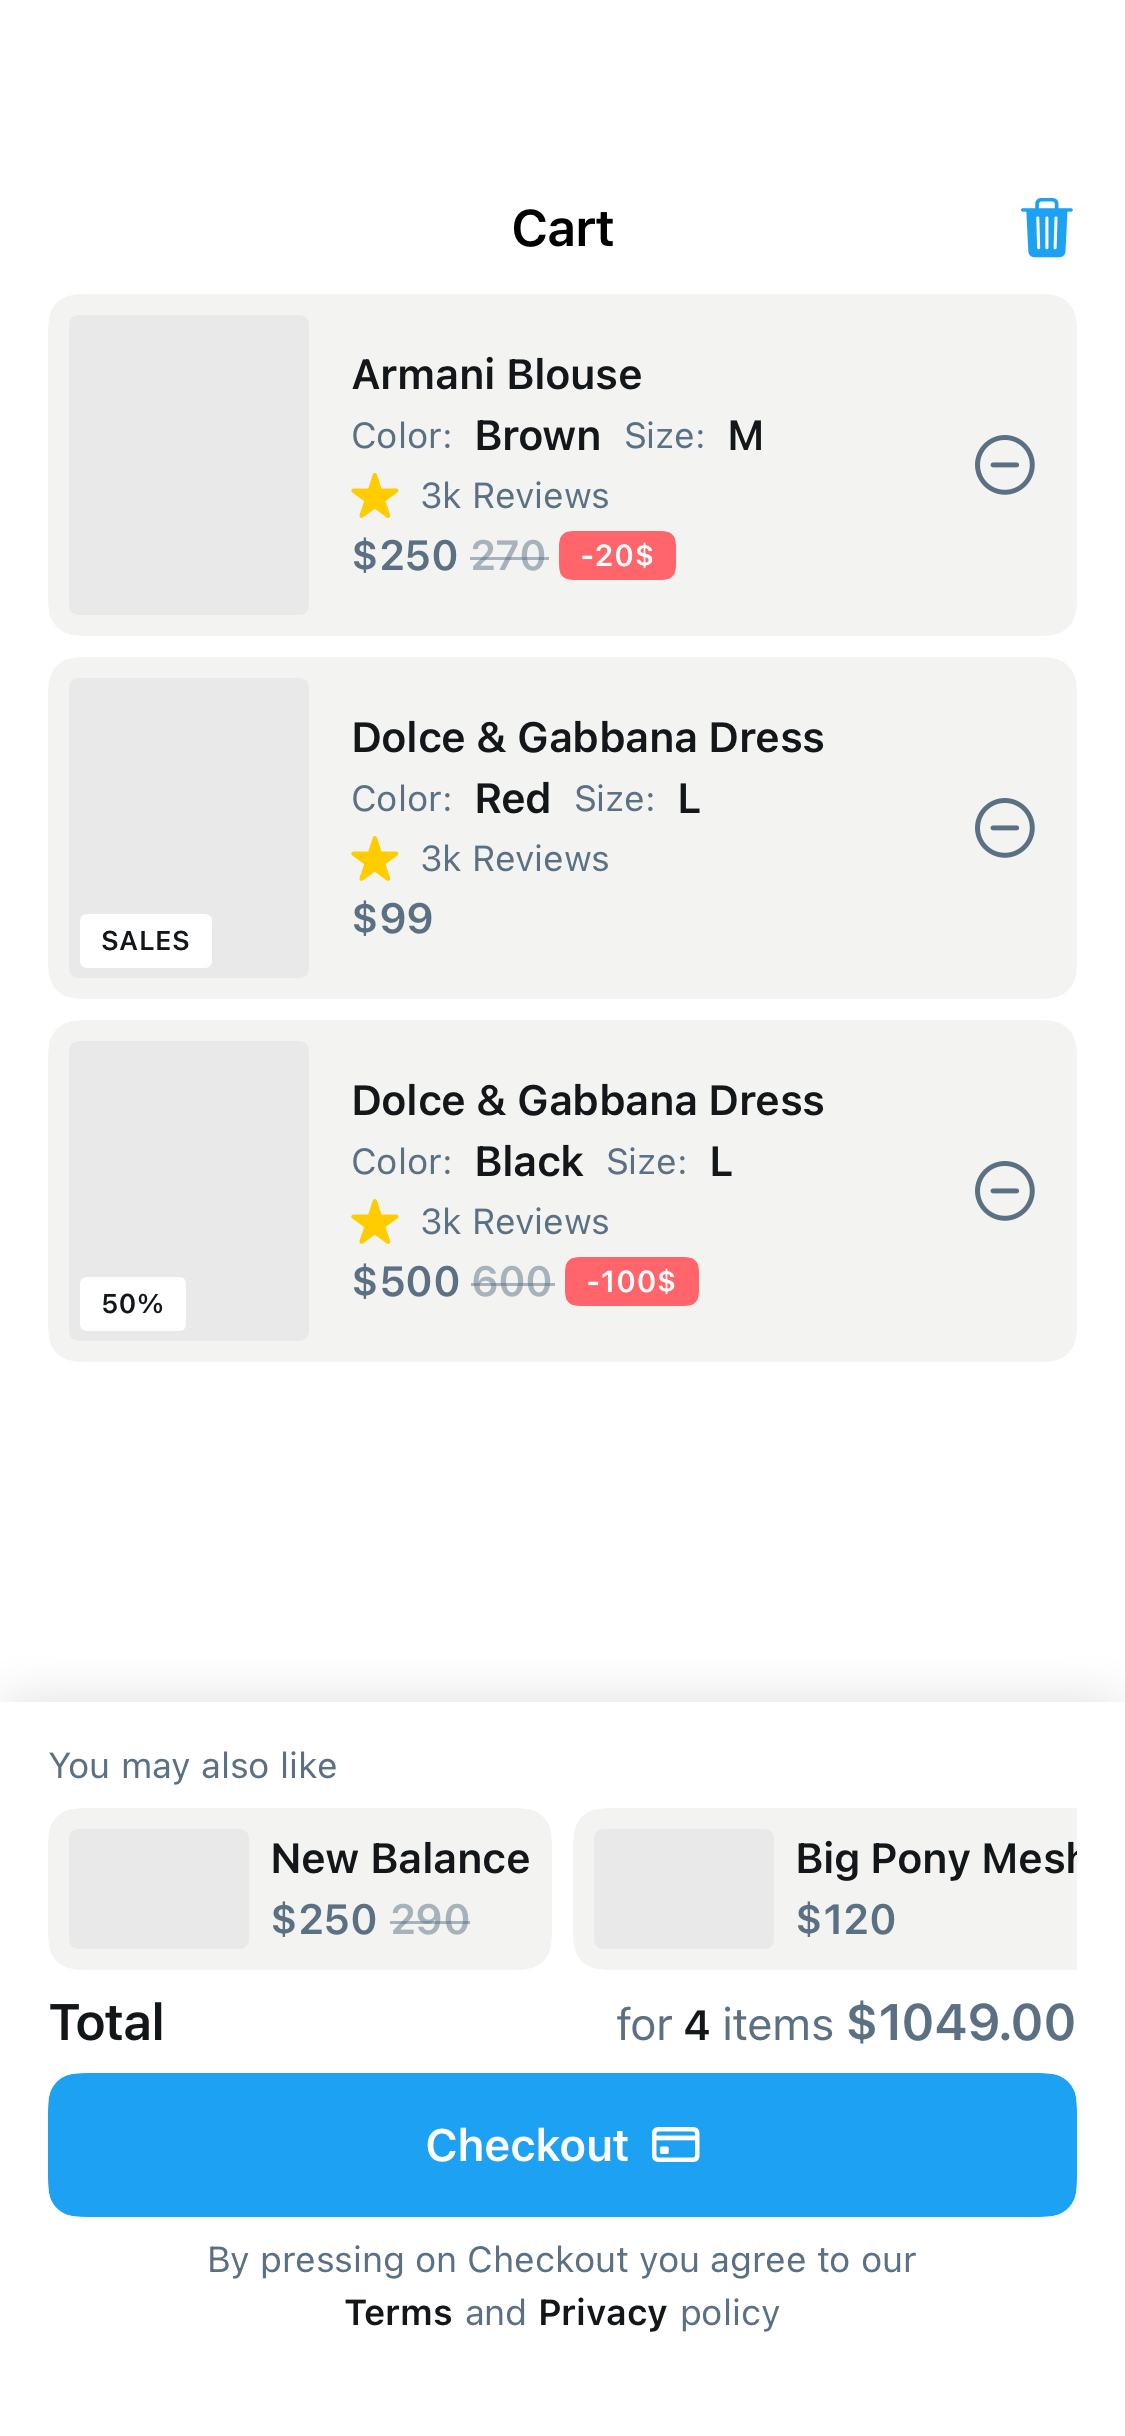 Cart
Armani Blouse
Color: Brown Size: M
3k Reviews
$250 270 -20$
Dolce & Gabbana Dress
Color: Red Size: L
3k Reviews
$99
SALES
Dolce & Gabbana Dress
Color: Black Size: L
3k Reviews
$500 600 -100$
50%
You may also like
New Balance
$250 290
Big Pony Mesh
$120
Total for 4 items $1049.00
Checkout
By pressing on Checkout you agree to our
Terms and Privacy policy